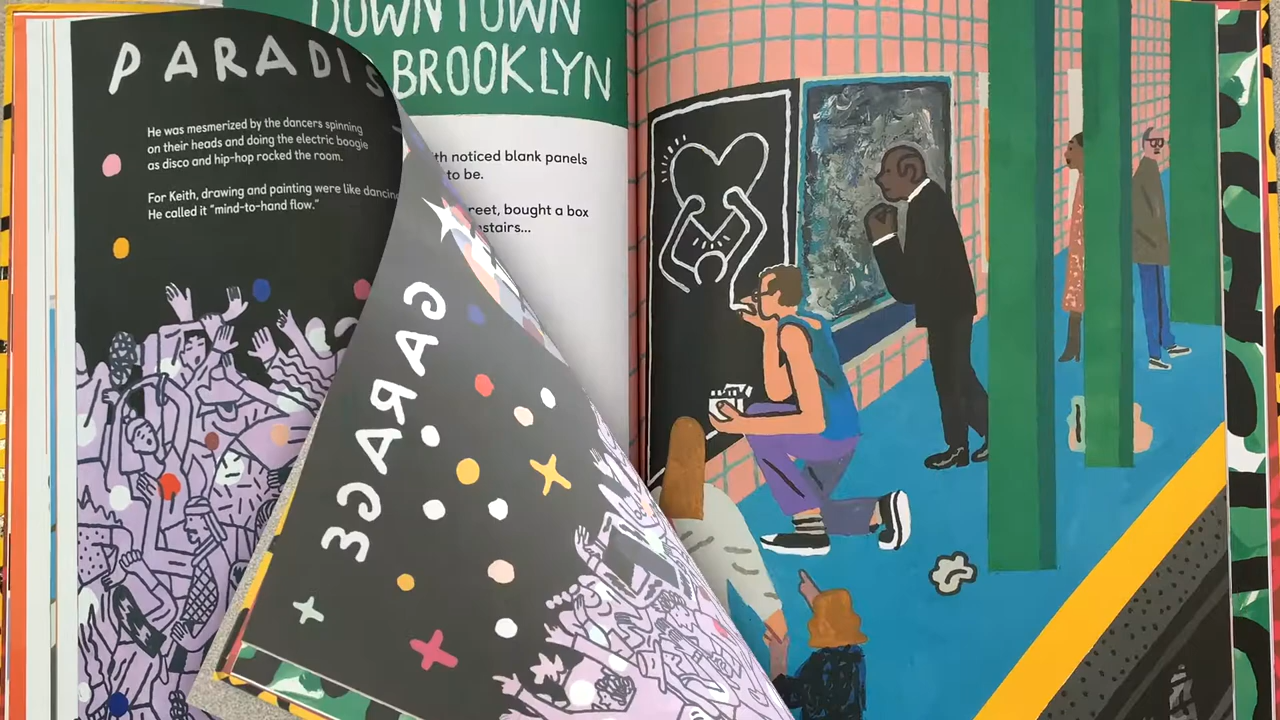 PARADIS
He was mesmerized by the dancers spinning
on their heads and doing the electric boogie
as disco and hip-hop rocked the room.
For Keith, drawing and painting were like dancing
He called it "mind-to-hand flow."
GARAGE
DOWNTOWN
BROOKLYN
th noticed blank panels
to be.
reet, bought a box
stairs...